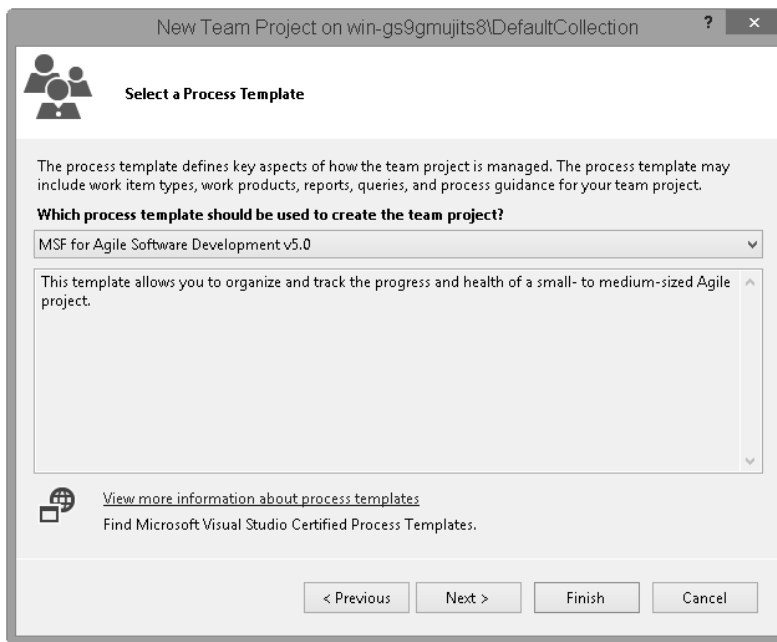 New Team Project on win-gs9gmujits8\DefaultCollection
?
Select a Process Template
The process template defines key aspects of how the team project is managed. The process template may
include work item types, work products, reports, queries, and process guidance for your team project.
Which process template should be used to create the team project?
MSF for Agile Software Development v5.0
This template allows you to organize and track the progress and health of a small- to medium-sized Agile
project.
View more information about process templates
Find Microsoft Visual Studio Certified Process Templates.
< Previous Next > Finish Cancel